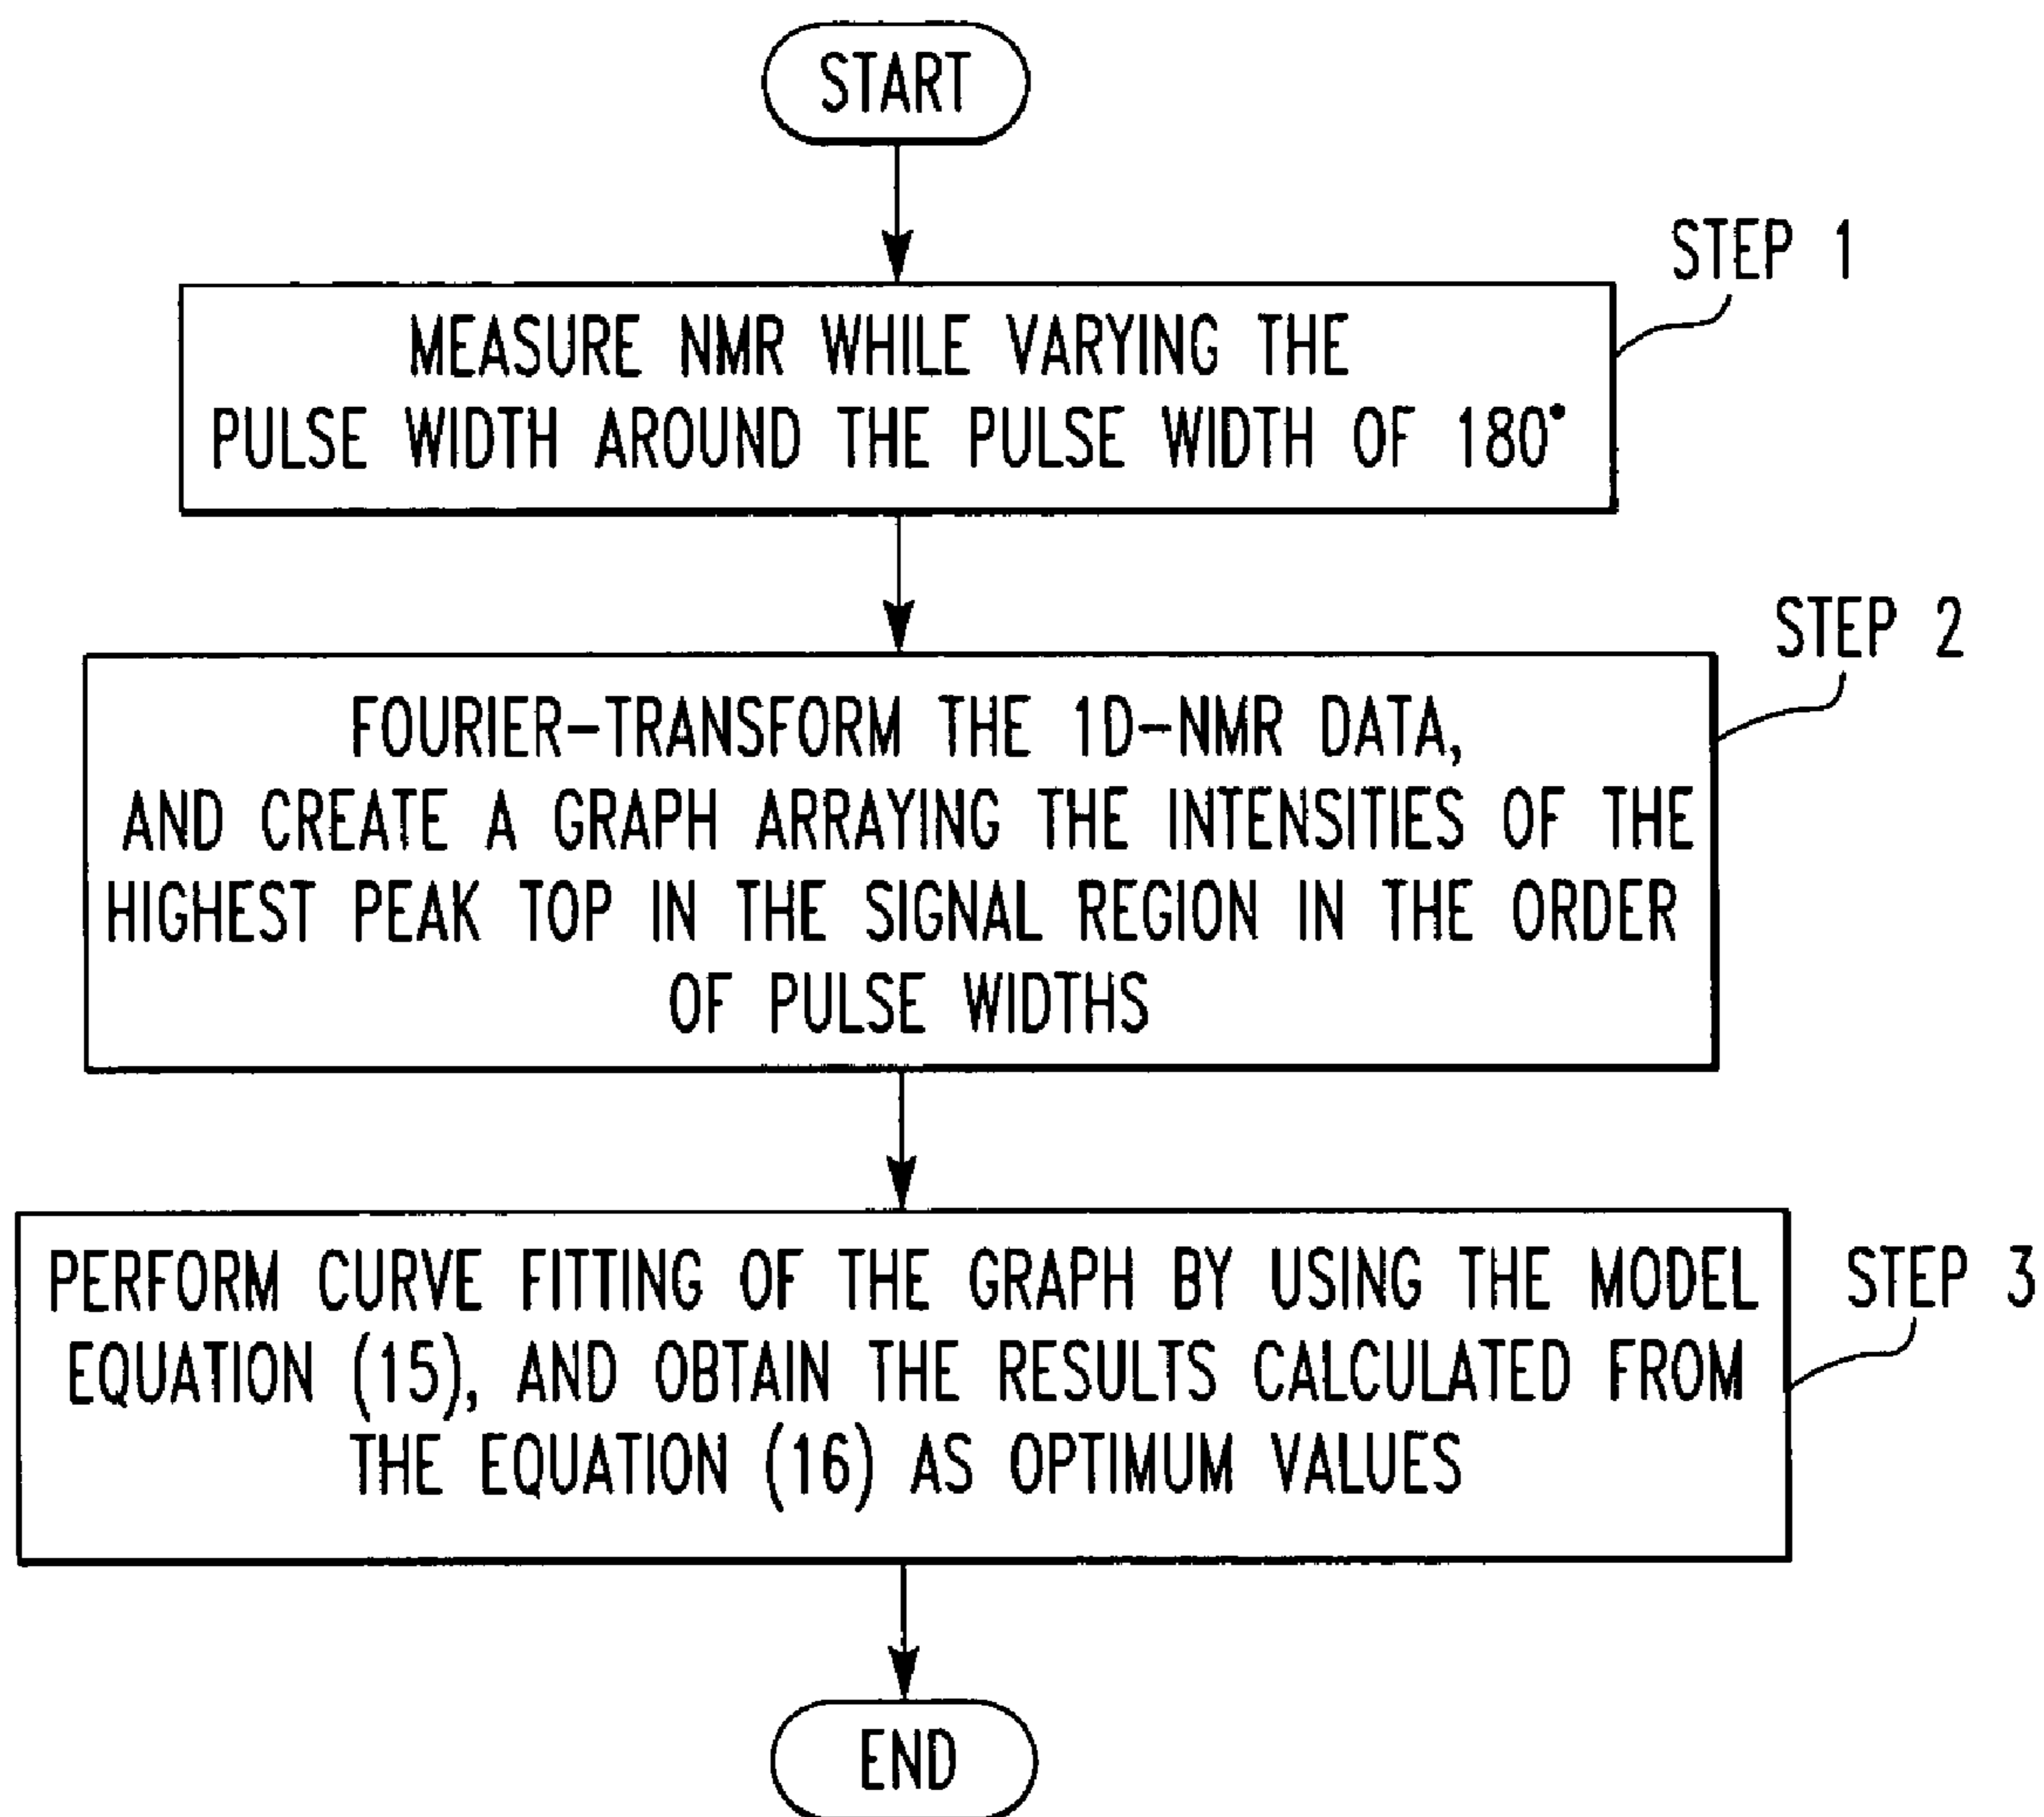 START
STEP 1
MEASURE NMR WHILE VARYING THE
PULSE WIDTH AROUND THE PULSE WIDTH OF 180°
STEP 2
FOURIER-TRANSFORM THE 1D-NMR DATA,
AND CREATE A GRAPH ARRAYING THE INTENSITIES OF THE
HIGHEST PEAK TOP IN THE SIGNAL REGION IN THE ORDER
OF PULSE WIDTHS
STEP 3
PERFORM CURVE FITTING OF THE GRAPH BY USING THE MODEL
EQUATION (15), AND OBTAIN THE RESULTS CALCULATED FROM
THE EQUATION (16) AS OPTIMUM VALUES
END